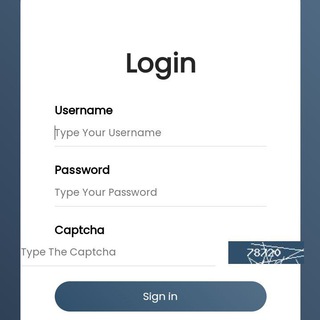 Login
Username
Type Your Username
Password
Type Your Password
Captcha
Type The Captcha
78720
Sign in